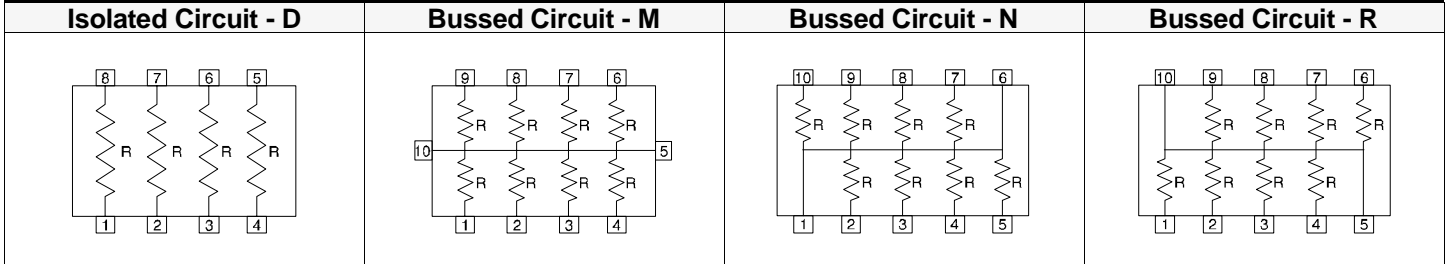 Isolated Circuit - D
Bussed Circuit - M
Bussed Circuit - N
Bussed Circuit - R
8 7 6 5
R R R R
1 2 3 4
9 8 7 6
R R R R
10 5
R R R R
1 2 3 4
10 9 8 7 6
R R R R
R R R R
1 2 3 4 5
10 9 8 7 6
R R R R
R R R R
1 2 3 4 5